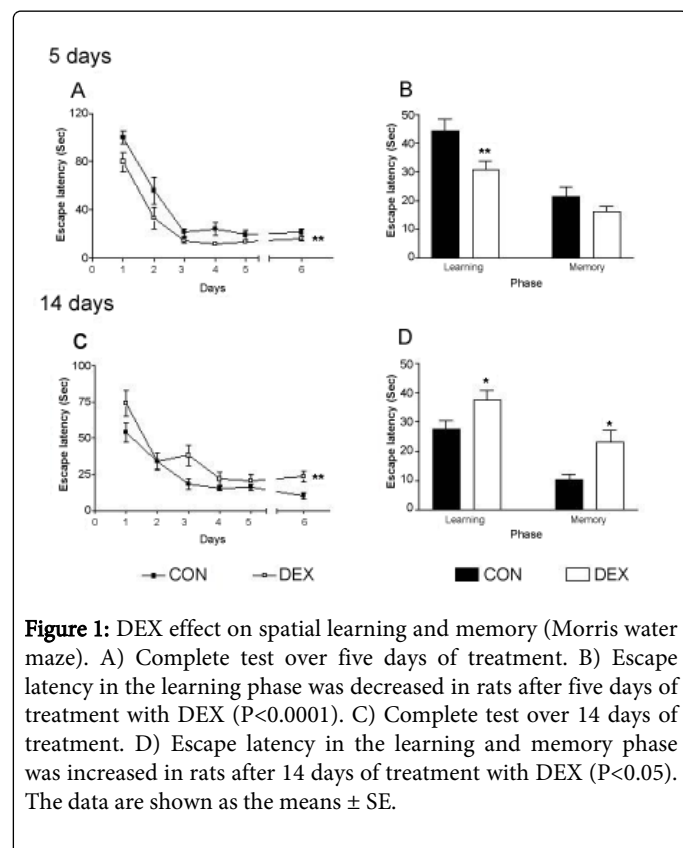 5 days
A
Escape latency (Sec)
120
80
40
0
0 1 2 3 4 5 6
Days
**
B
Escape latency (Sec)
50
40
30
20
10
0
**
Learning Memory
Phase
14 days
C
Escape latency (Sec)
100
75
50
25
0
0 1 2 3 4 5 6
Days
**
D
Escape latency (Sec)
50
40
30
20
10
0
*
*
Learning Memory
Phase
CON DEX
CON DEX
Figure 1: DEX effect on spatial learning and memory (Morris water
maze). A) Complete test over five days of treatment. B) Escape
latency in the learning phase was decreased in rats after five days of
treatment with DEX (P<0.0001). C) Complete test over 14 days of
treatment. D) Escape latency in the learning and memory phase
was increased in rats after 14 days of treatment with DEX (P<0.05).
The data are shown as the means ± SE.